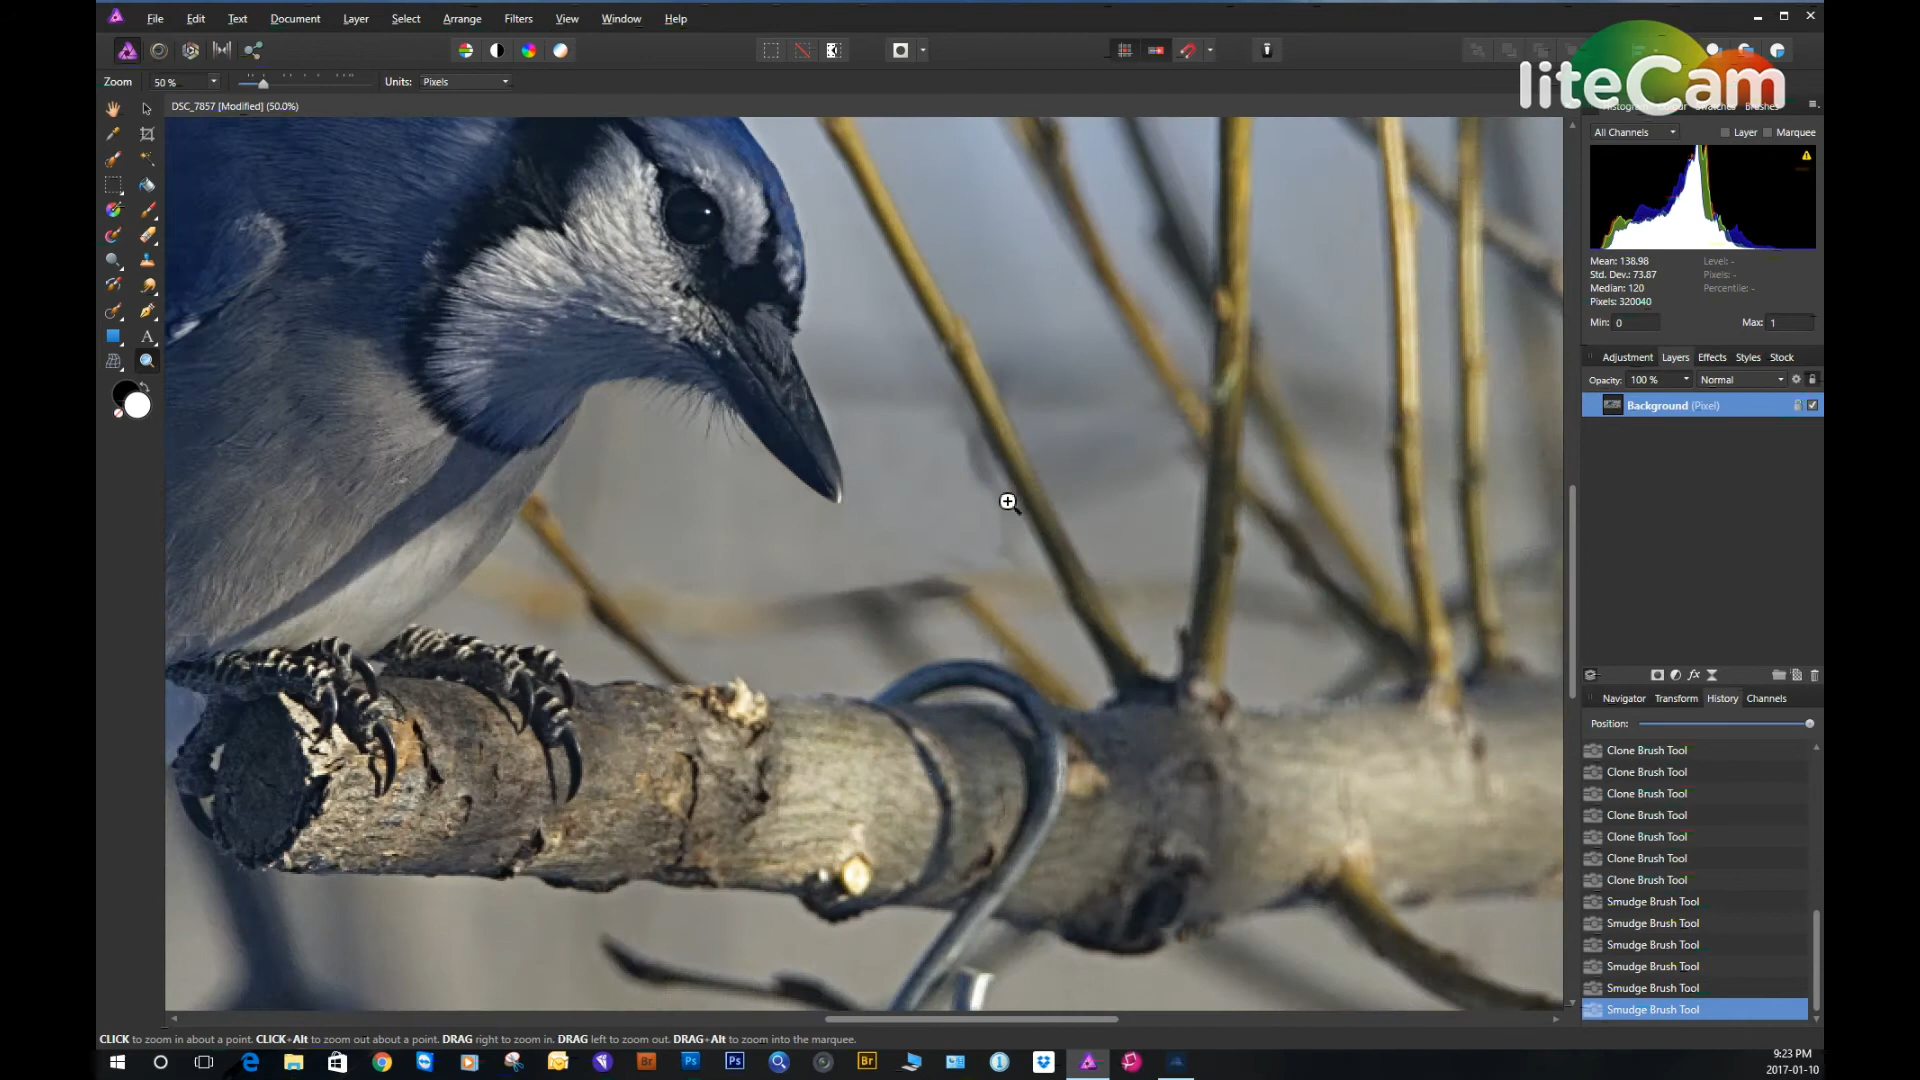 File Edit Text Document Layer Select Arrange Filters View Window Help
liteCam
Zoom 50 % Units: Pixels
DSC_7857 [Modified] (50.0%)
All Channels Layer Marquee
Mean: 138.98 Level: -
Std. Dev.: 73.87 Pixels: -
Median: 120 Percentile: -
Pixels: 320040
Min: 0 Max: 1
Adjustment Layers Effects Styles Stock
Opacity: 100 % Normal
Background (Pixel)
Navigator Transform History Channels
Position:
Clone Brush Tool
Clone Brush Tool
Clone Brush Tool
Clone Brush Tool
Clone Brush Tool
Clone Brush Tool
Clone Brush Tool
Smudge Brush Tool
Smudge Brush Tool
Smudge Brush Tool
Smudge Brush Tool
Smudge Brush Tool
Smudge Brush Tool
CLICK to zoom in about a point. CLICK+Alt to zoom out about a point. DRAG right to zoom in. DRAG left to zoom out. DRAG+Alt to zoom into the marquee.
Br Ps Ps Br
9:23 PM
2017-01-10